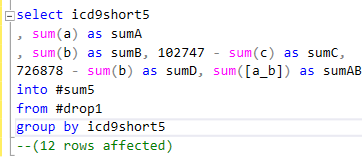 select icd9short5
, sum(a) as sumA
, sum(b) as sumB, 102747 - sum(c) as sumC,
726878 - sum(b) as sumD, sum([a_b]) as sumAB
into #sum5
from #drop1
group by icd9short5
--(12 rows affected)